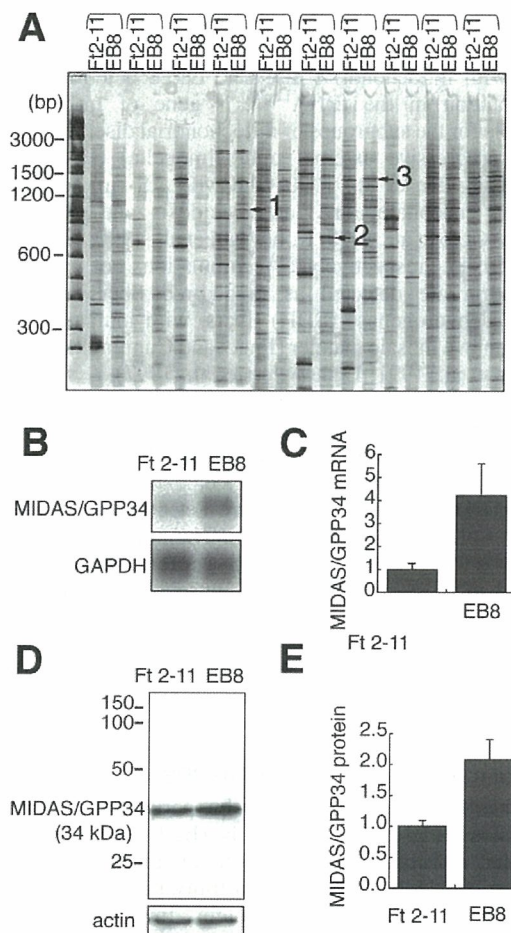 A
Ft2-11 EB8 Ft2-11 EB8 Ft2-11 EB8 Ft2-11 EB8 Ft2-11 EB8 Ft2-11 EB8 Ft2-11 EB8 Ft2-11 EB8 Ft2-11 EB8 Ft2-11 EB8
(bp)
3000
1500
1200
600
300
1
2
3
B
Ft 2-11 EB8
MIDAS/GPP34
GAPDH
C
MIDAS/GPP34 mRNA
6
5
4
3
2
1
0
EB8
Ft 2-11
D
Ft 2-11 EB8
150
100
50
MIDAS/GPP34
(34 kDa)
25
actin
E
MIDAS/GPP34 protein
2.5
2.0
1.5
1.0
0.5
0.0
Ft 2-11 EB8